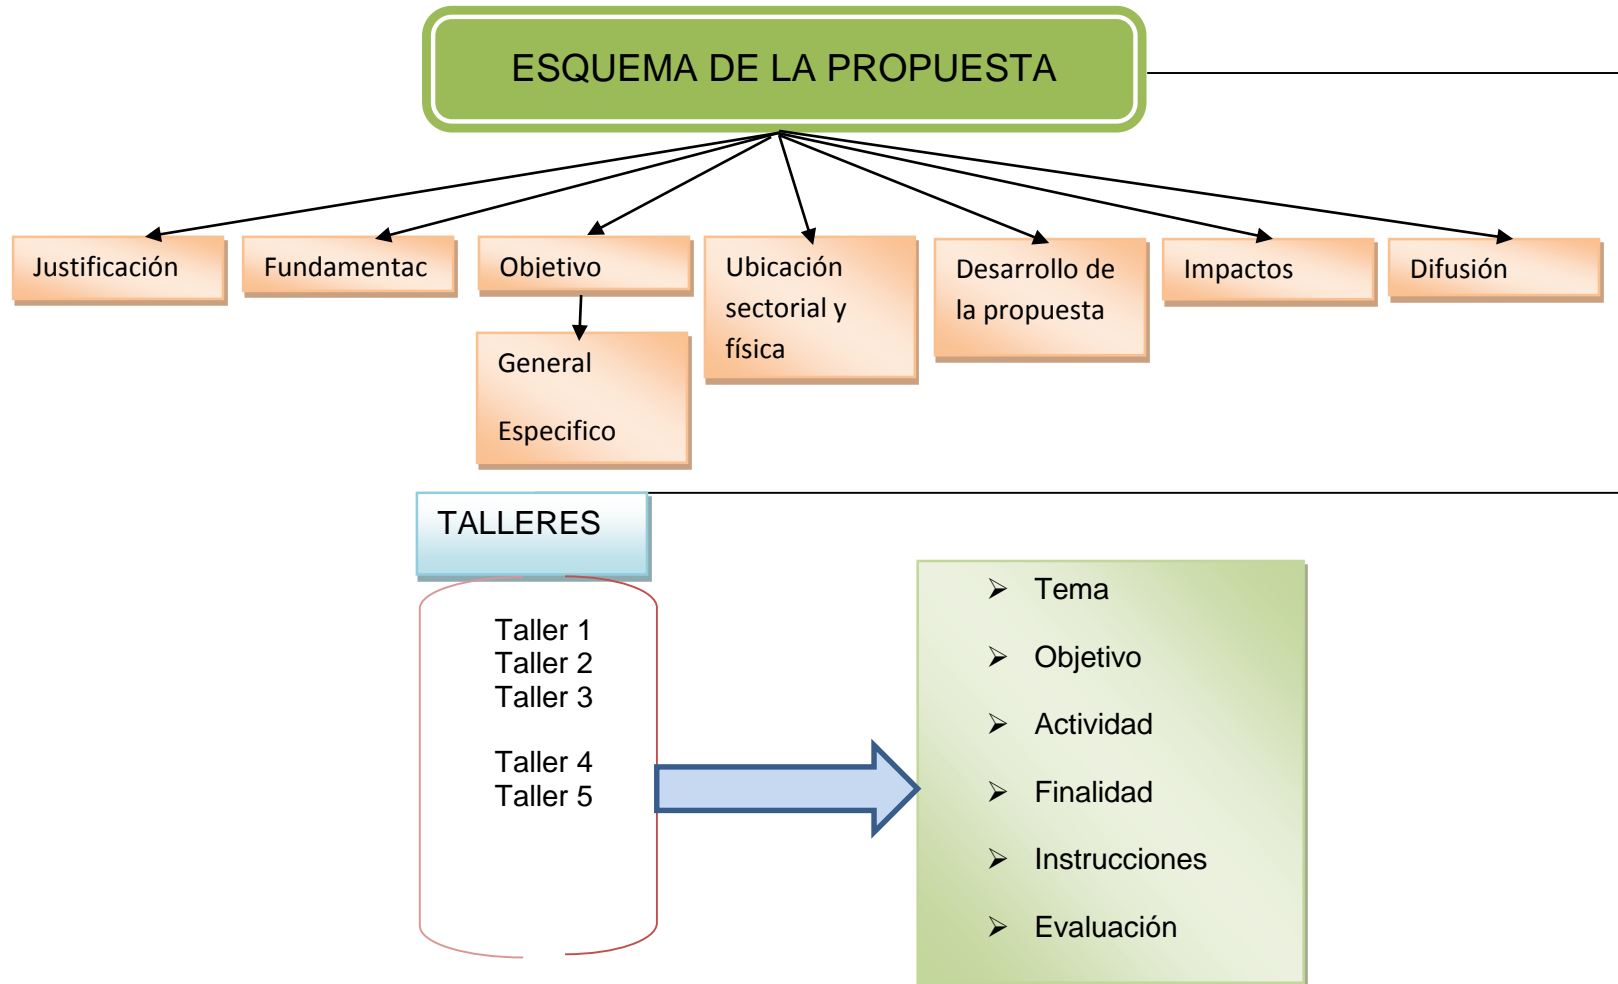 ESQUEMA DE LA PROPUESTA
Justificación
Fundamentac
Objetivo
General
Especifico
Ubicación
sectorial y
física
Desarrollo de
la propuesta
Impactos
Difusión
TALLERES
Taller 1
Taller 2
Taller 3
Taller 4
Taller 5
Tema
Objetivo
Actividad
Finalidad
Instrucciones
Evaluación